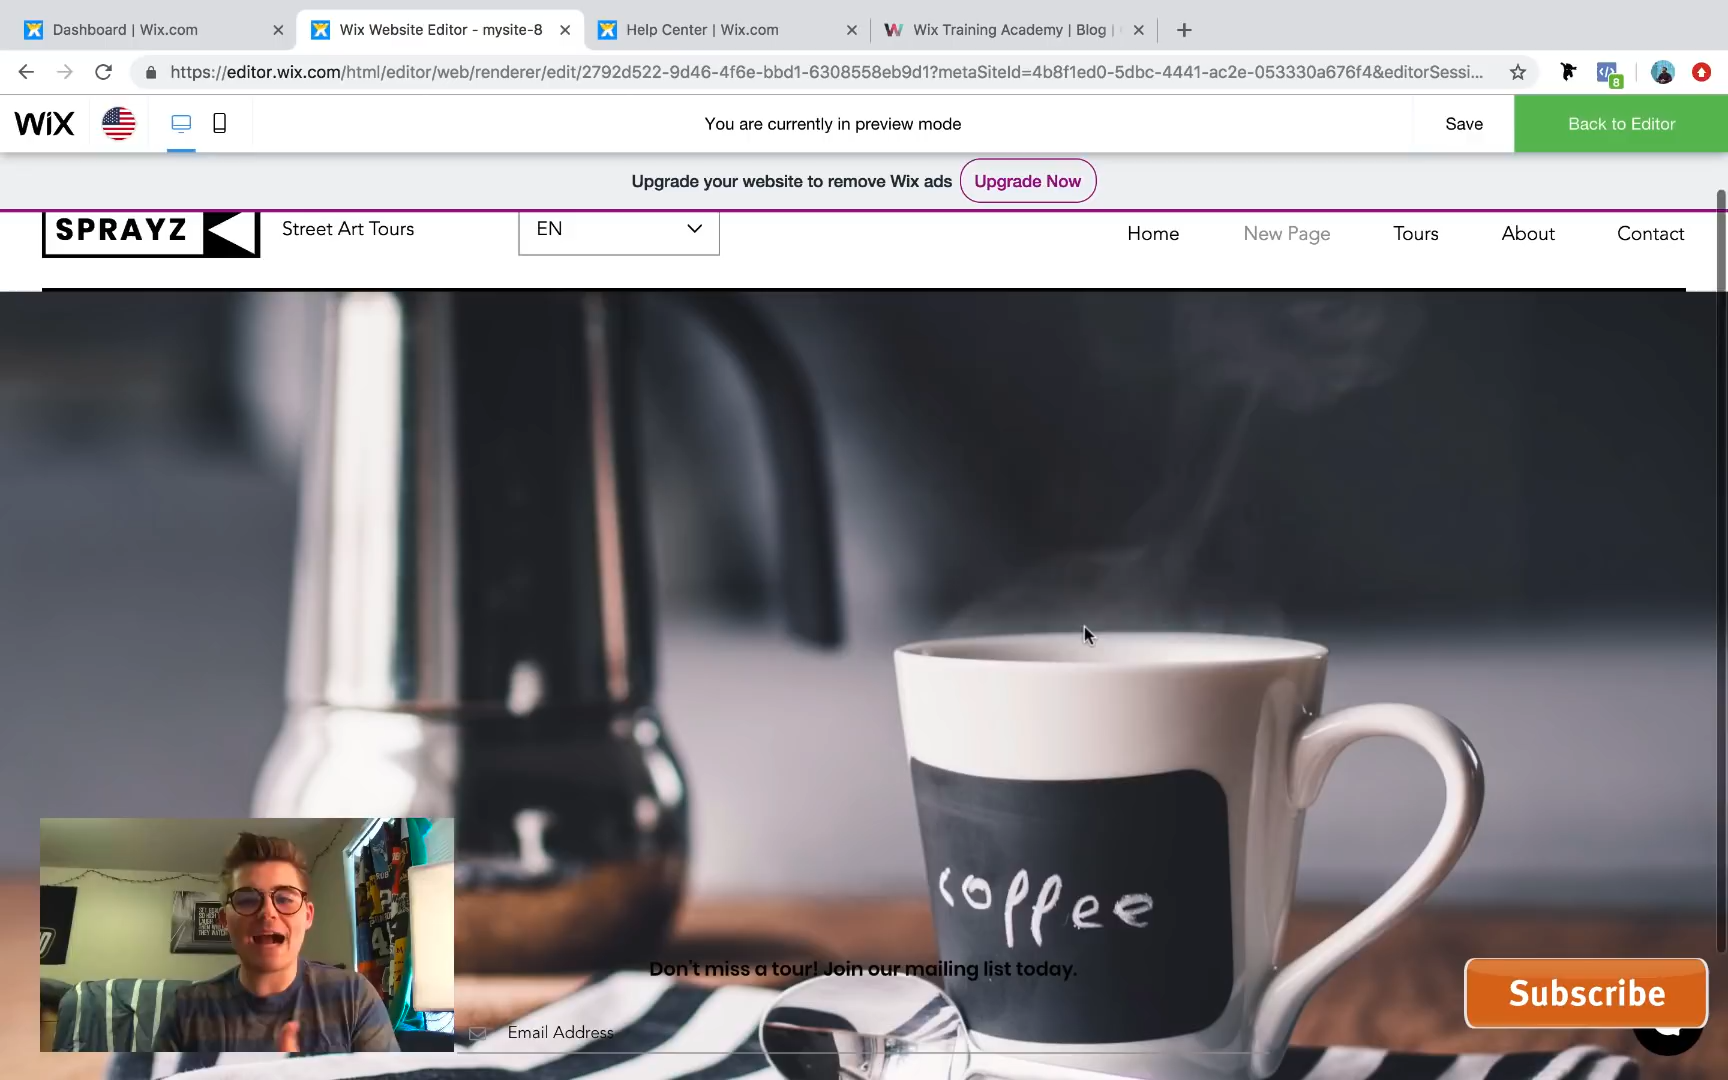 Dashboard | Wix.com
Wix Website Editor - mysite-8
Help Center | Wix.com
Wix Training Academy | Blog |
https://editor.wix.com/html/editor/web/renderer/edit/2792d522-9d46-4f6e-bbd1-6308558eb9d1?metaSiteId=4b8f1ed0-5dbc-4441-ac2e-053330a676f4&editorSessi...
8
WiX
You are currently in preview mode
Save
Back to Editor
Upgrade your website to remove Wix ads
Upgrade Now
SPRAYZ
Street Art Tours
EN
Home
New Page
Tours
About
Contact
coffee
Don't miss a tour! Join our mailing list today.
Email Address
Subscribe